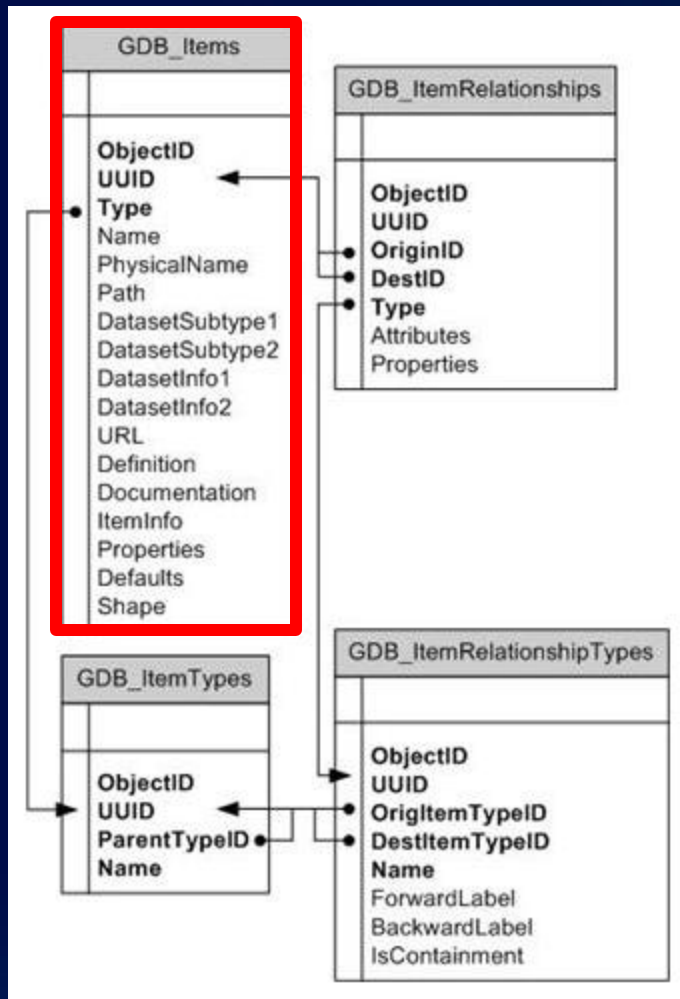 GDB_Items
ObjectID
UUID
Type
Name
PhysicalName
Path
DatasetSubtype1
DatasetSubtype2
DatasetInfo1
DatasetInfo2
URL
Definition
Documentation
ItemInfo
Properties
Defaults
Shape
GDB_ItemRelationships
ObjectID
UUID
OriginID
DestID
Type
Attributes
Properties
GDB_ItemTypes
ObjectID
UUID
ParentTypeID
Name
GDB_ItemRelationshipTypes
ObjectID
UUID
OrigItemTypeID
DestItemTypeID
Name
ForwardLabel
BackwardLabel
IsContainment